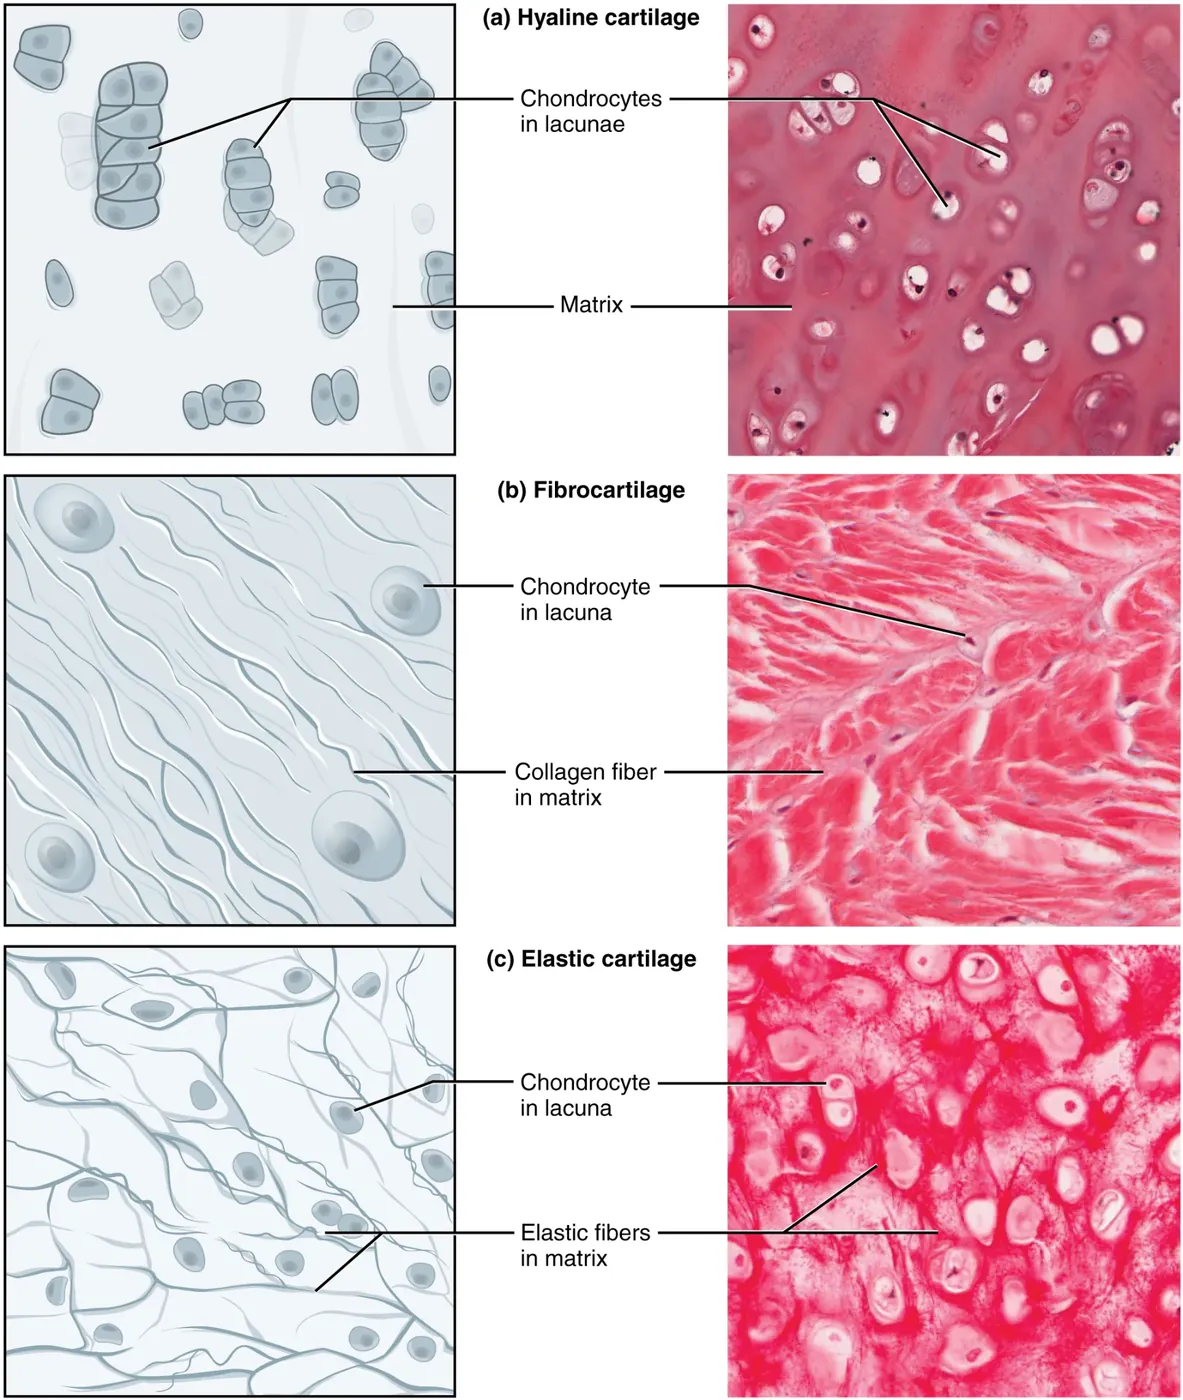 (a) Hyaline cartilage
Chondrocytes
in lacunae
Matrix
(b) Fibrocartilage
Chondrocyte
in lacuna
Collagen fiber
in matrix
(c) Elastic cartilage
Chondrocyte
in lacuna
Elastic fibers
in matrix